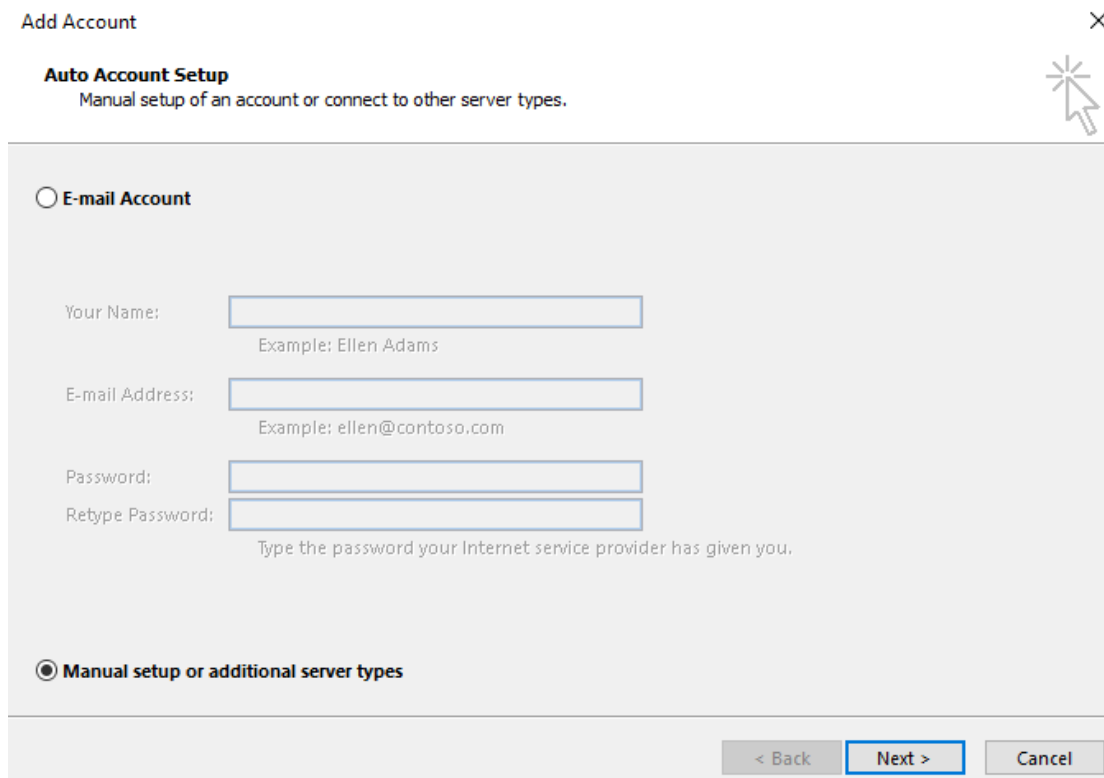 Add Account
Auto Account Setup
Manual setup of an account or connect to other server types.
E-mail Account
Your Name:
Example: Ellen Adams
E-mail Address:
Example: ellen@contoso.com
Password:
Retype Password:
Type the password your Internet service provider has given you.
Manual setup or additional server types
< Back Next > Cancel